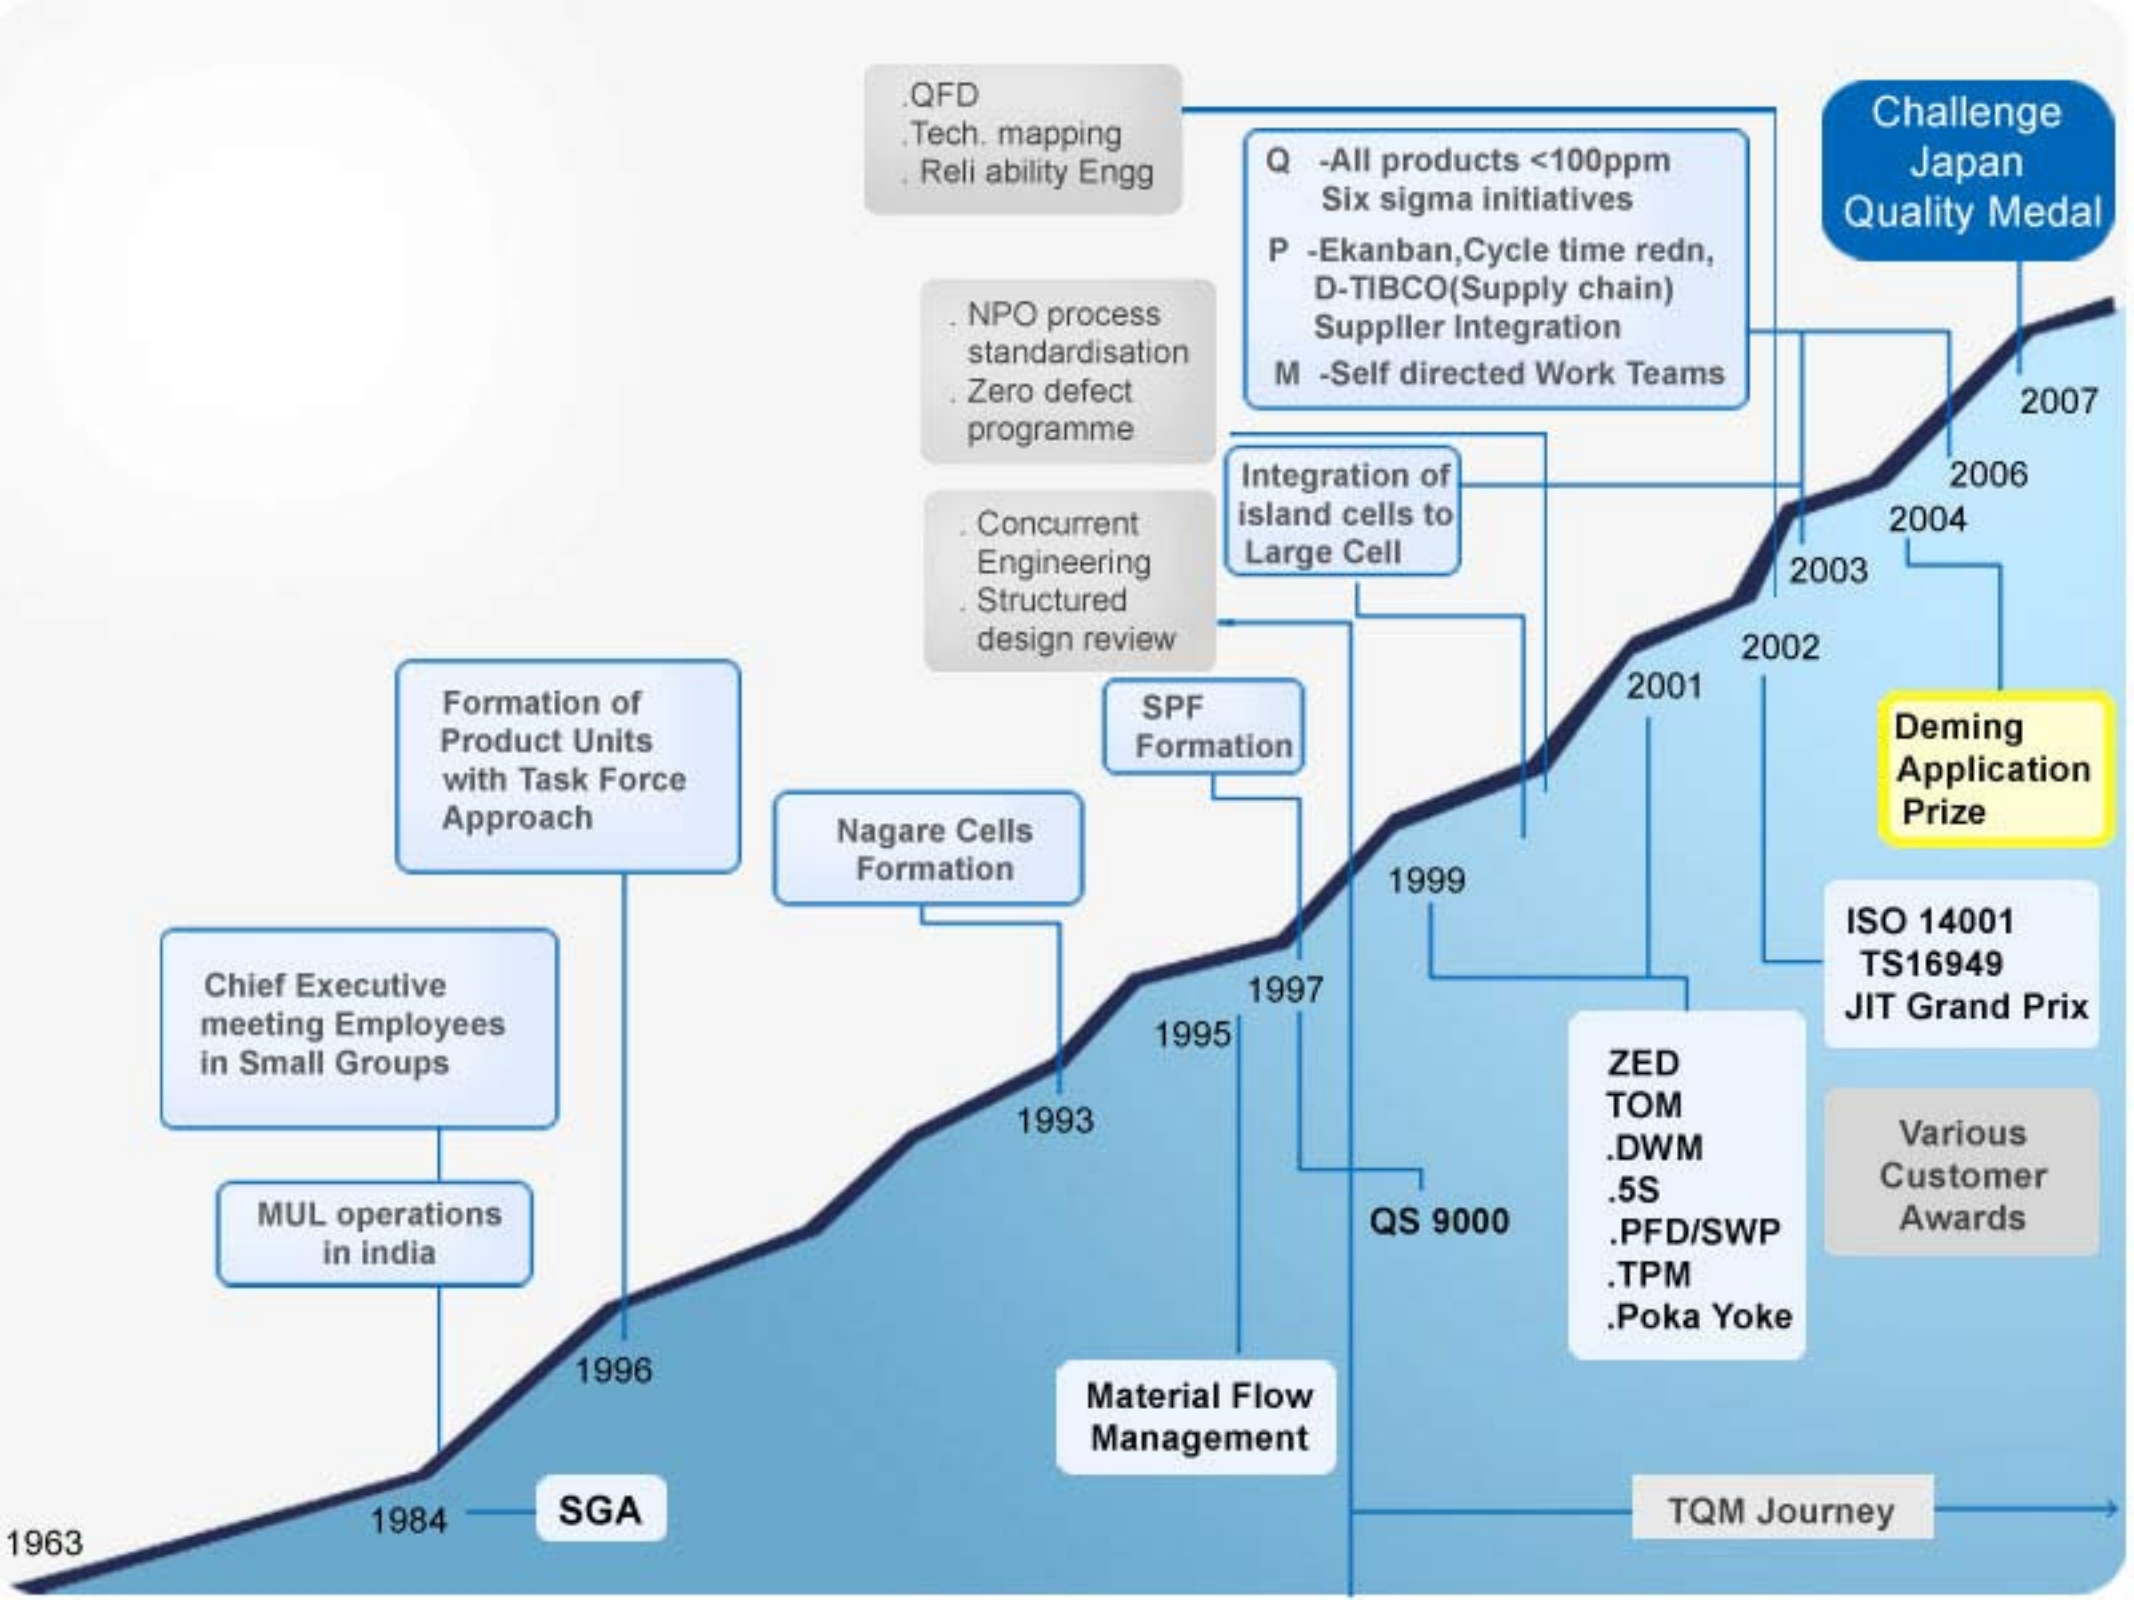 .QFD
.Tech. mapping
. Reli ability Engg
Challenge
Japan
Quality Medal
Q -All products <100ppm
Six sigma initiatives
P -Ekanban,Cycle time redn,
D-TIBCO(Supply chain)
Suppller Integration
M -Self directed Work Teams
. NPO process
standardisation
. Zero defect
programme
2007
Integration of
island cells to
Large Cell
2006
2004
. Concurrent
Engineering
. Structured
design review
2003
2002
2001
Formation of
Product Units
with Task Force
Approach
SPF
Formation
Deming
Application
Prize
Nagare Cells
Formation
1999
ISO 14001
TS16949
JIT Grand Prix
Chief Executive
meeting Employees
in Small Groups
1997
1995
1993
ZED
TOM
.DWM
.5S
.PFD/SWP
.TPM
.Poka Yoke
Various
Customer
Awards
MUL operations
in india
QS 9000
1996
Material Flow
Management
1984
SGA
TQM Journey
1963